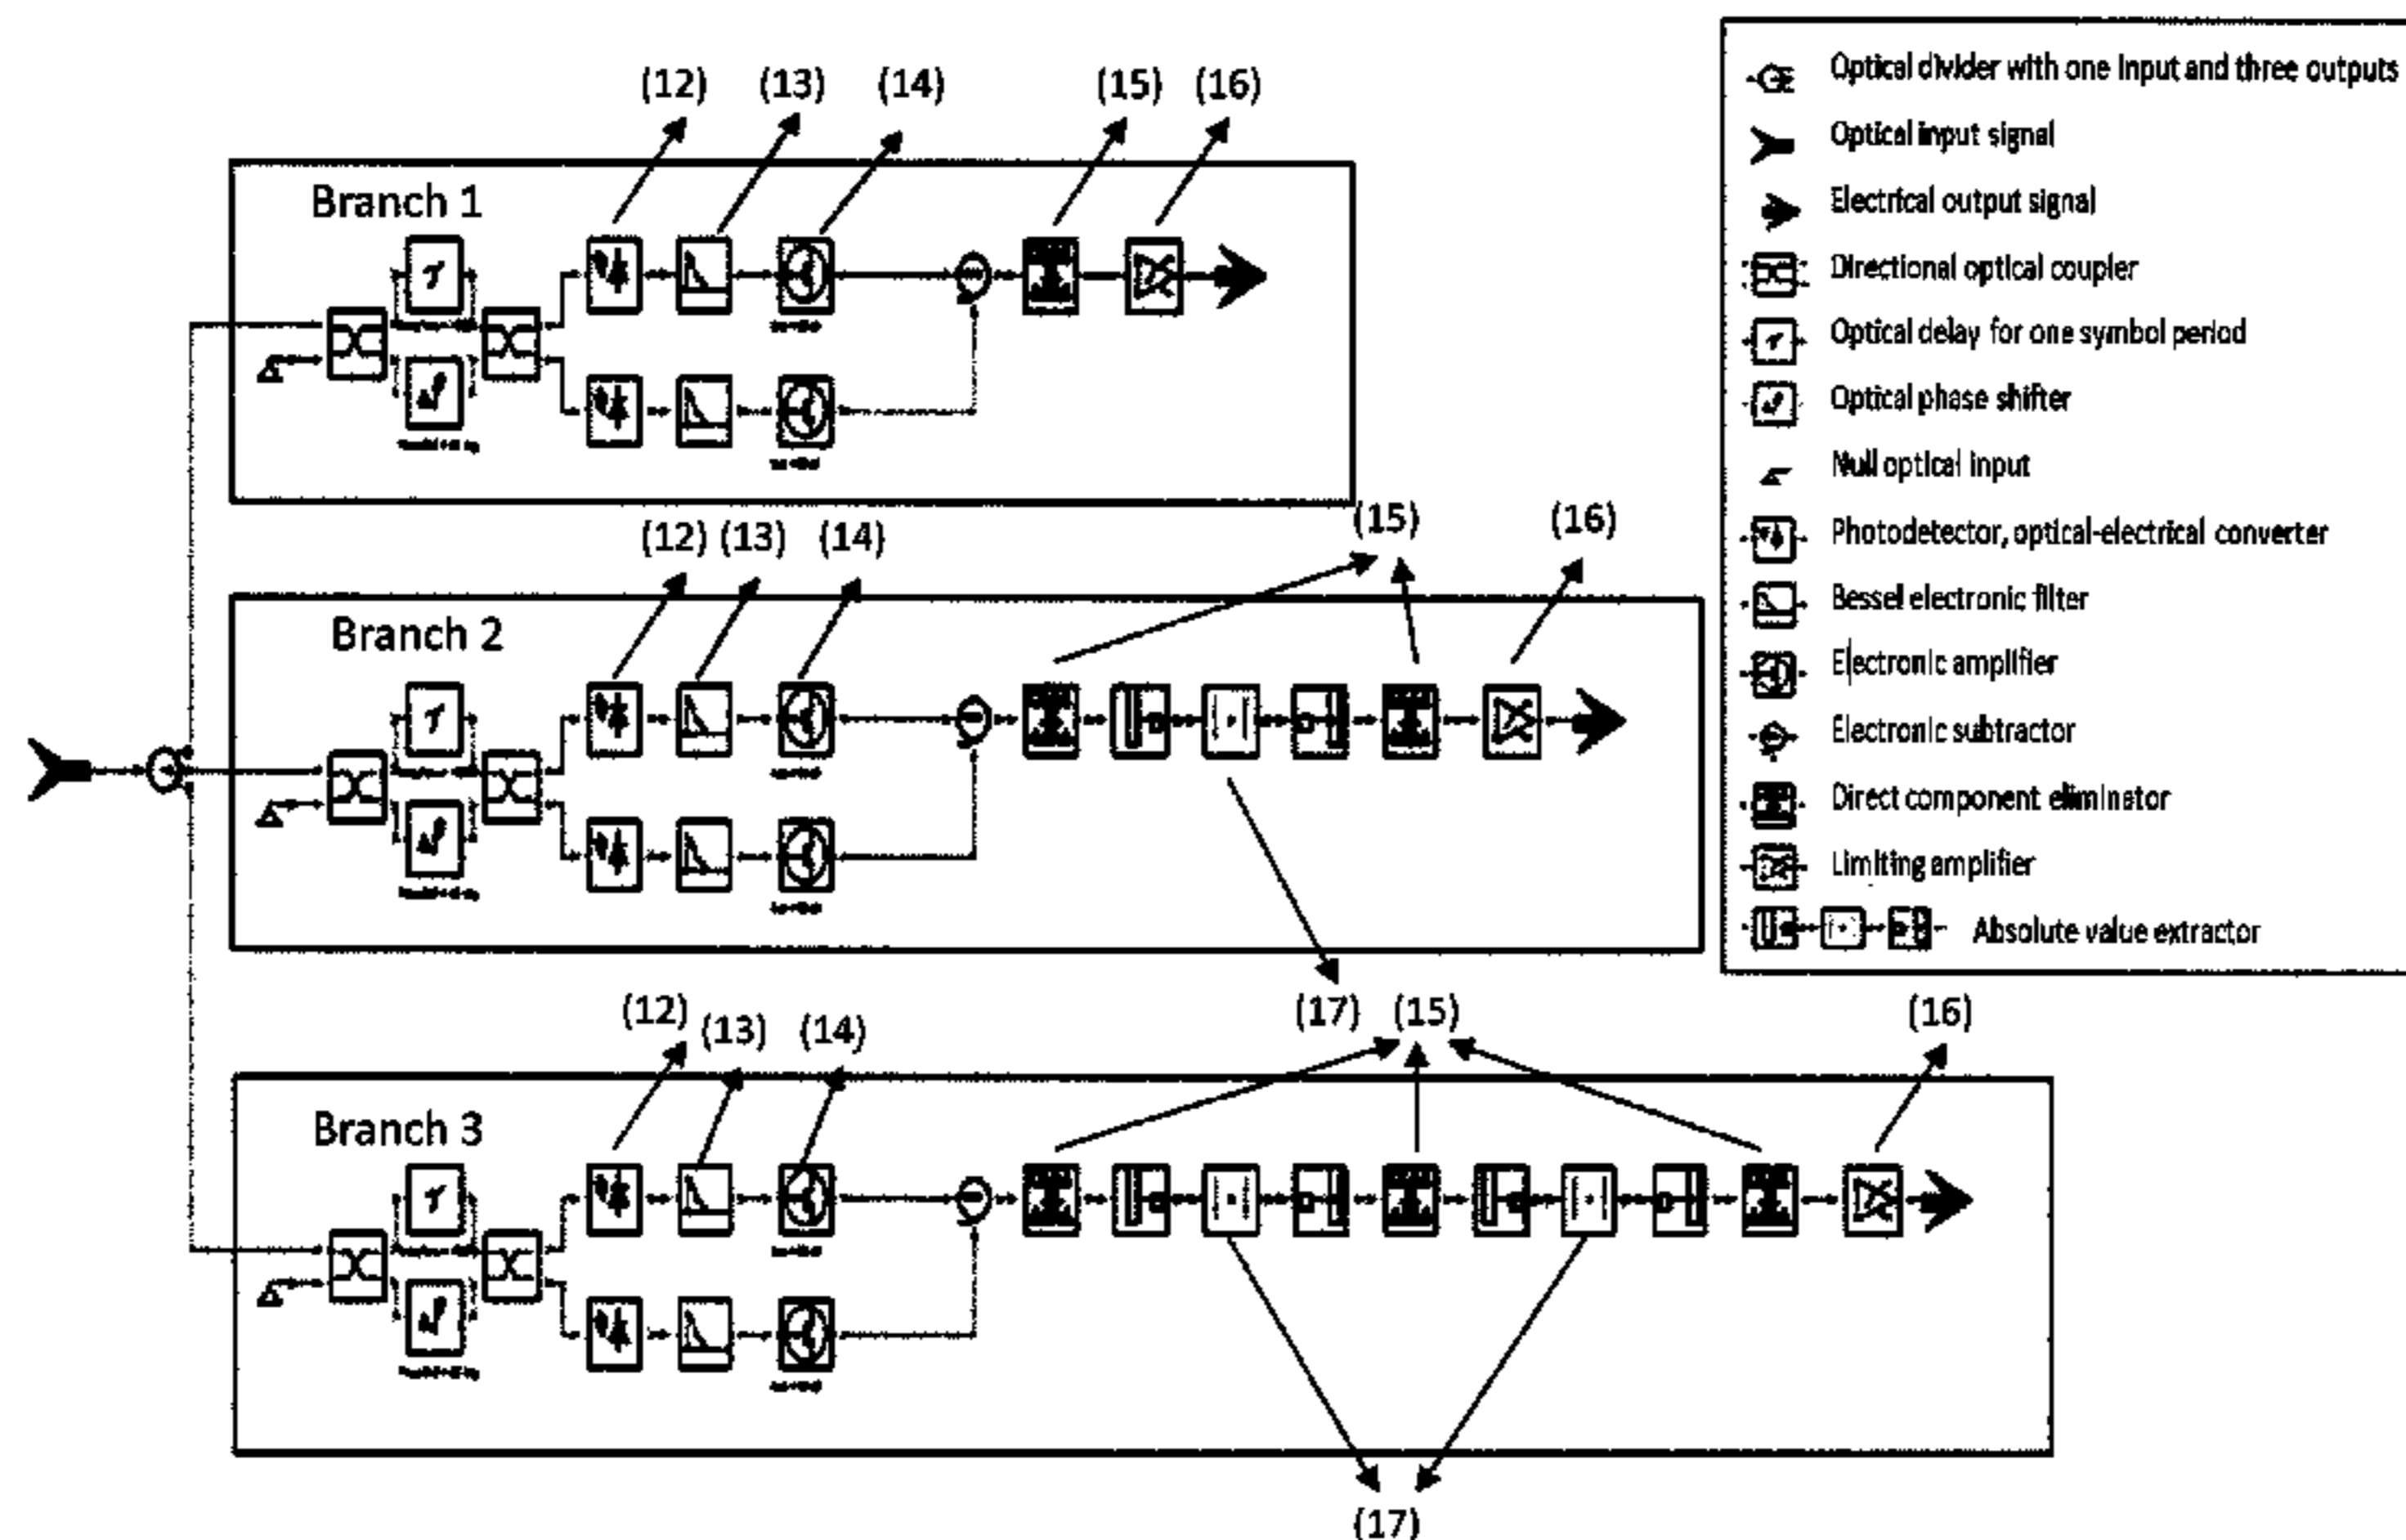 (12) (13) (14) (15) (16)
Branch 1
(12) (13) (14) (15) (16)
Branch 2
(17) (15) (16)
(12) (13) (14)
Branch 3
(17)
Optical divider with one input and three outputs
Optical input signal
Electrical output signal
Directional optical coupler
Optical delay for one symbol period
Optical phase shifter
Null optical input
Photodetector, optical-electrical converter
Bessel electronic filter
Electronic amplifier
Electronic subtractor
Direct component eliminator
Limiting amplifier
Absolute value extractor